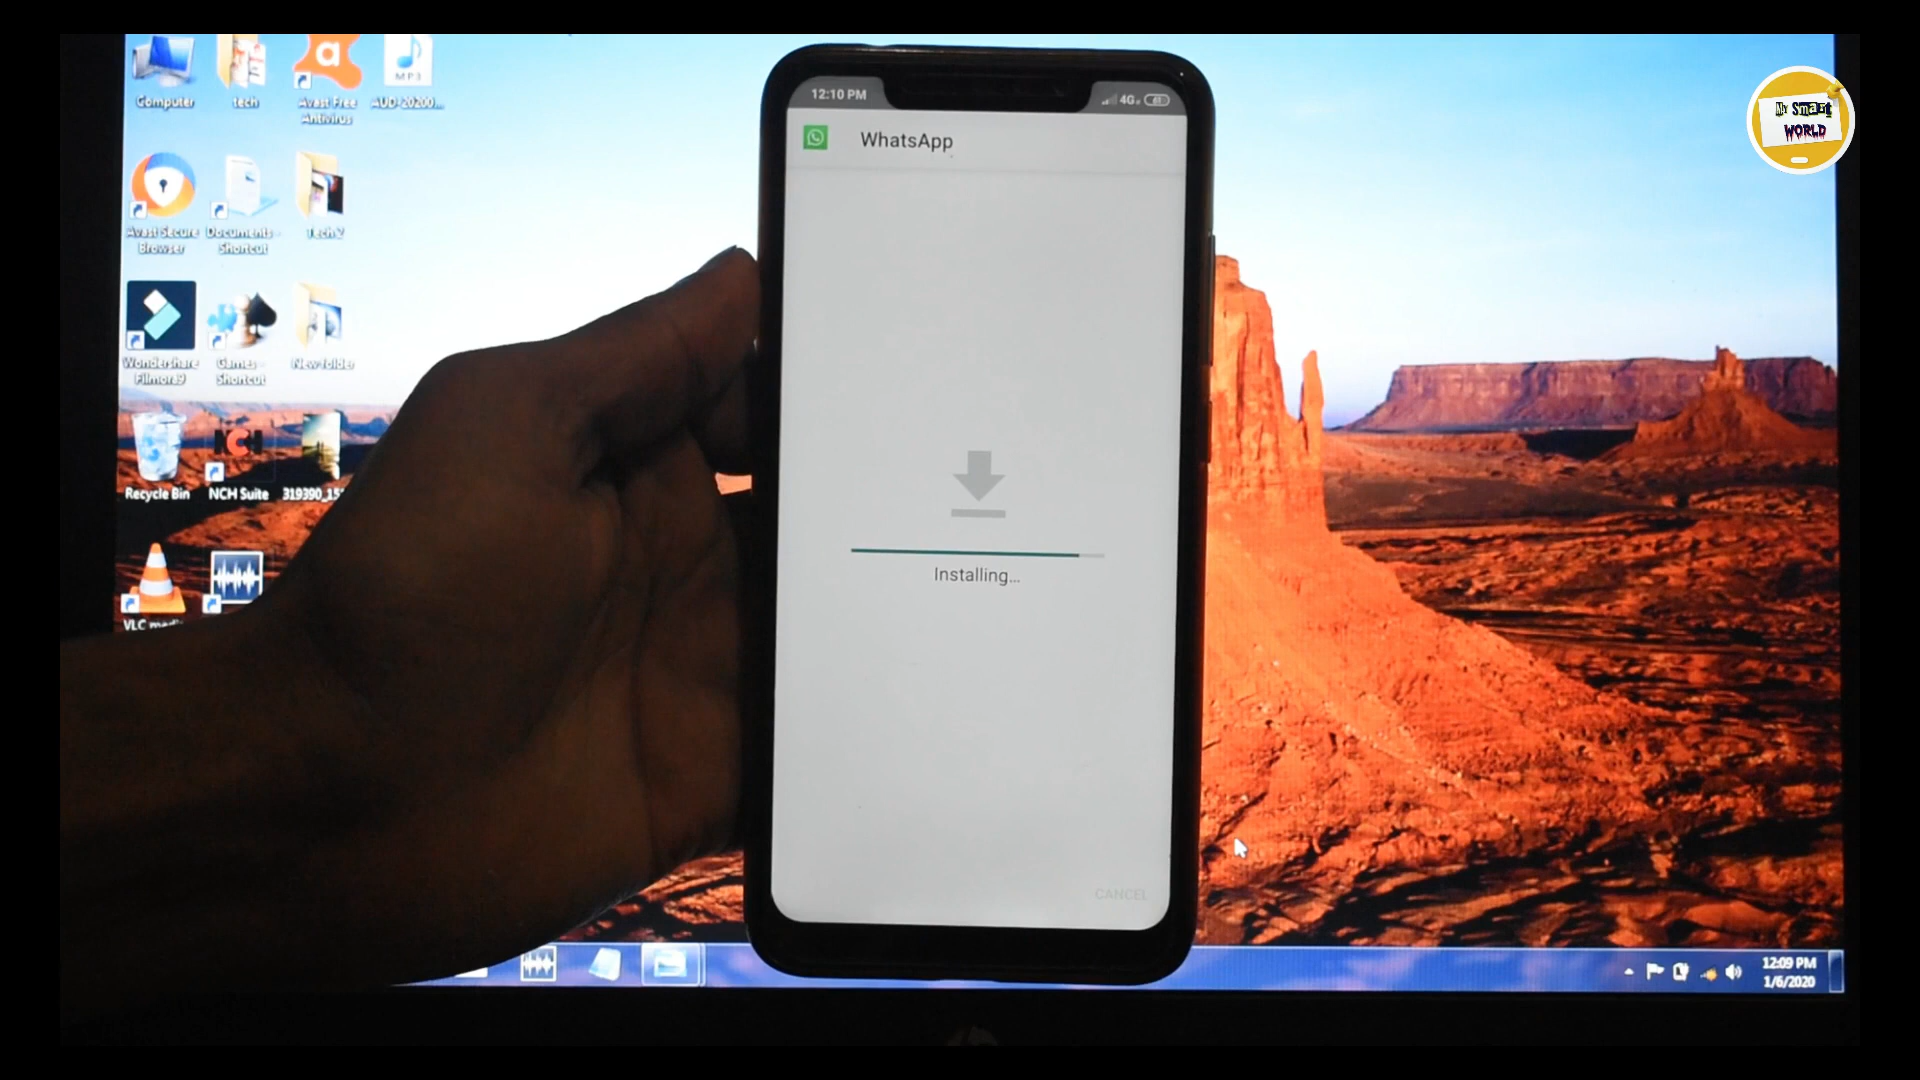 Computer
tech
Avast Free
Antivirus
MP3
AUD-20200...
Avast Secure
Browser
Documents -
Shortcut
Tech 2
Wondershare
Filmora9
Games -
Shortcut
New folder
Recycle Bin
NCH
NCH Suite
VLC
12:10 PM
4G
WhatsApp
Installing...
CANCEL
My Smart
WORLD
12:09 PM
1/6/2020